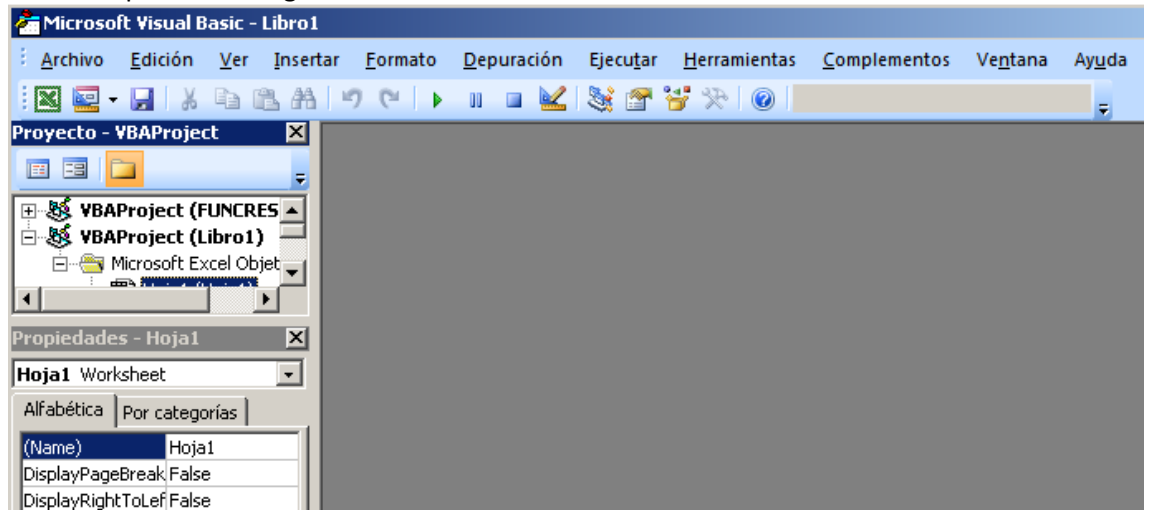 Microsoft Visual Basic - Libro1
Archivo Edición Ver Insertar Formato Depuración Ejecutar Herramientas Complementos Ventana Ayuda
Proyecto - VBAProject
VBAProject (FUNCRES
VBAProject (Libro1)
Microsoft Excel Objet
Propiedades - Hoja1
Hoja1 Worksheet
Alfabética Por categorías
(Name) Hoja1
DisplayPageBreak False
DisplayRightToLef False